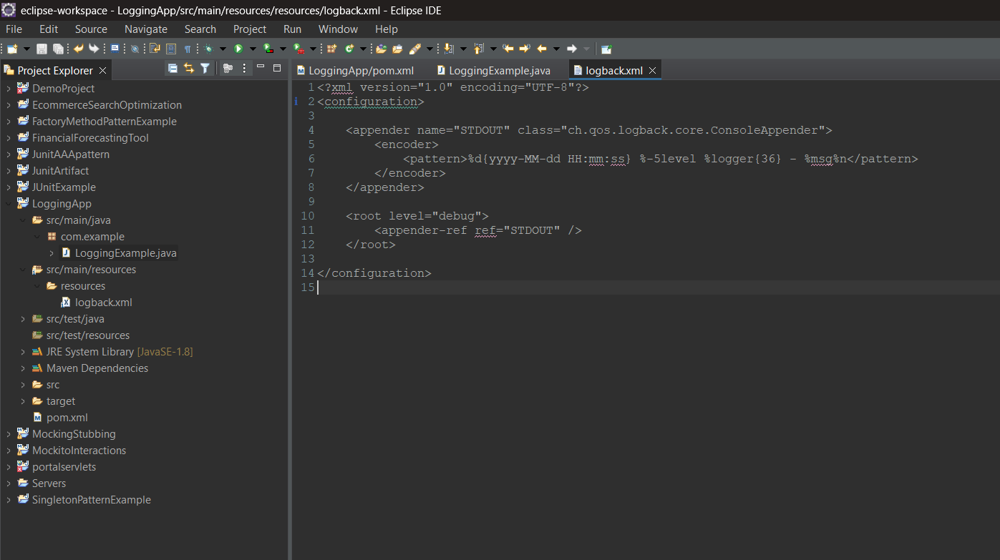 eclipse-workspace - LoggingApp/src/main/resources/resources/logback.xml - Eclipse IDE
File Edit Source Navigate Search Project Run Window Help
Project Explorer
DemoProject
EcommerceSearchOptimization
FactoryMethodPatternExample
FinancialForecastingTool
JunitAAApattern
JunitArtifact
JUnitExample
LoggingApp
src/main/java
com.example
LoggingExample.java
src/main/resources
resources
logback.xml
src/test/java
src/test/resources
JRE System Library [JavaSE-1.8]
Maven Dependencies
src
target
pom.xml
MockingStubbing
MockitoInteractions
portalservlets
Servers
SingletonPatternExample
LoggingApp/pom.xml LoggingExample.java logback.xml
1 <?xml version="1.0" encoding="UTF-8"?>
2 <configuration>
3
4     <appender name="STDOUT" class="ch.qos.logback.core.ConsoleAppender">
5         <encoder>
6             <pattern>%d{yyyy-MM-dd HH:mm:ss} %-5level %logger{36} - %msg%n</pattern>
7         </encoder>
8     </appender>
9
10     <root level="debug">
11         <appender-ref ref="STDOUT" />
12     </root>
13
14 </configuration>
15